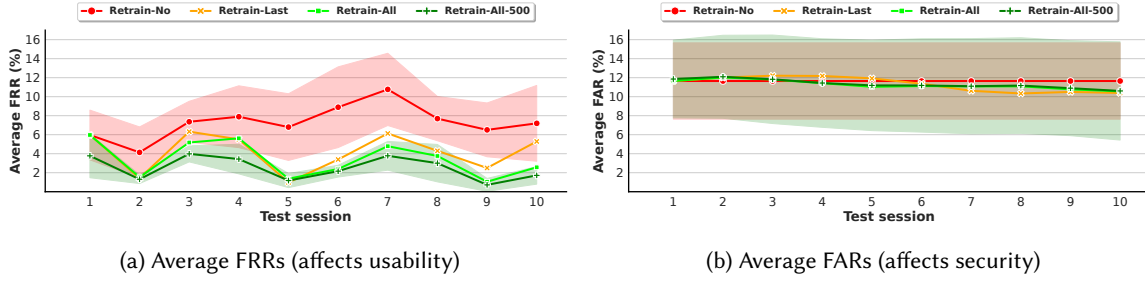 Retrain-No Retrain-Last Retrain-All Retrain-All-500
Average FRR (%)
16
14
12
10
8
6
4
2
1 2 3 4 5 6 7 8 9 10
Test session
(a) Average FRRs (affects usability)
Retrain-No Retrain-Last Retrain-All Retrain-All-500
Average FAR (%)
16
14
12
10
8
6
4
2
1 2 3 4 5 6 7 8 9 10
Test session
(b) Average FARs (affects security)